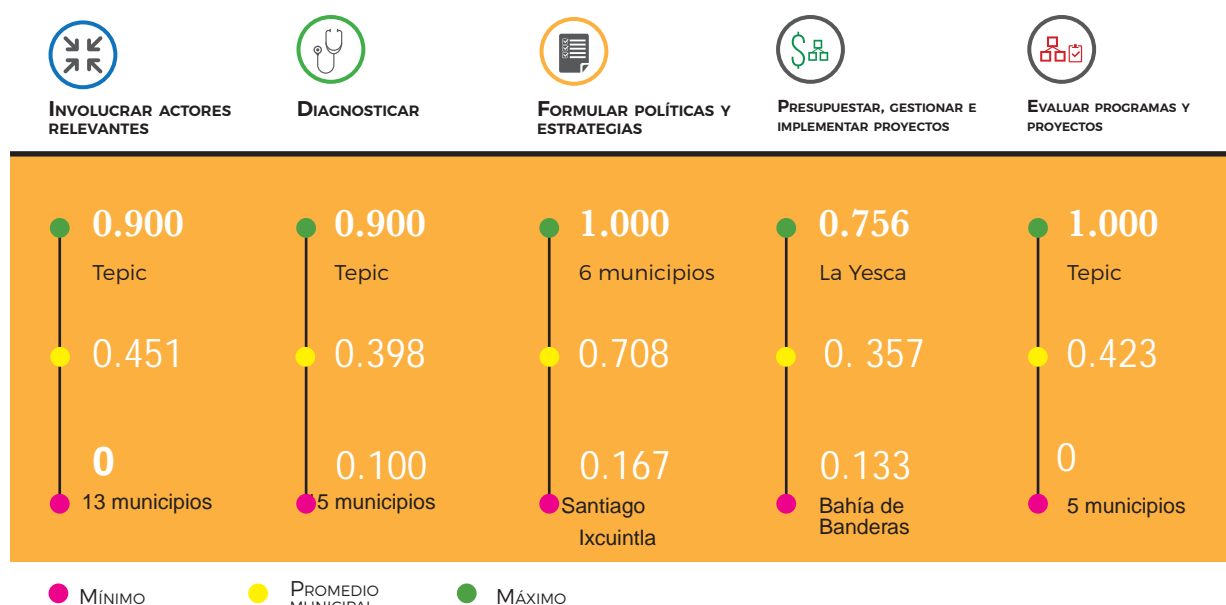 INVOLUCRAR ACTORES
RELEVANTES
DIAGNOSTICAR
FORMULAR POLÍTICAS Y
ESTRATEGIAS
PRESUPUESTAR, GESTIONAR E
IMPLEMENTAR PROYECTOS
EVALUAR PROGRAMAS Y
PROYECTOS
0.900
Tepic
0.451
0
13 municipios
0.900
Tepic
0.398
0.100
5 municipios
1.000
6 municipios
0.708
0.167
Santiago
Ixcuintla
0.756
La Yesca
0. 357
0.133
Bahía de
Banderas
1.000
Tepic
0.423
0
5 municipios
MÍNIMO
PROMEDIO
MUNICIPAL
MÁXIMO